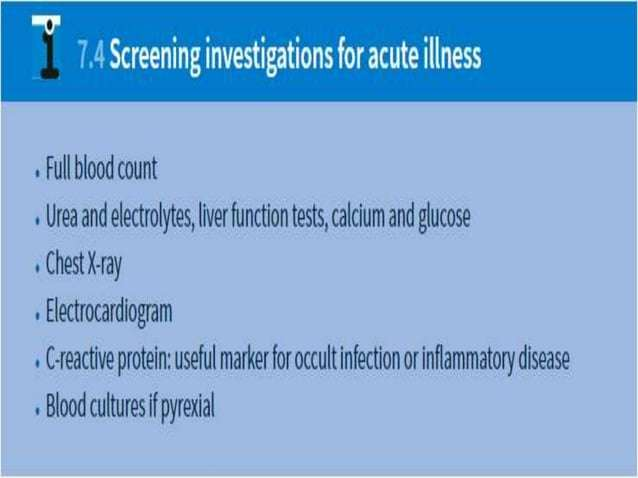 7.4 Screening investigations for acute illness
• Full blood count
• Urea and electrolytes, liver function tests, calcium and glucose
• Chest X-ray
• Electrocardiogram
• C-reactive protein: useful marker for occult infection or inflammatory disease
• Blood cultures if pyrexial